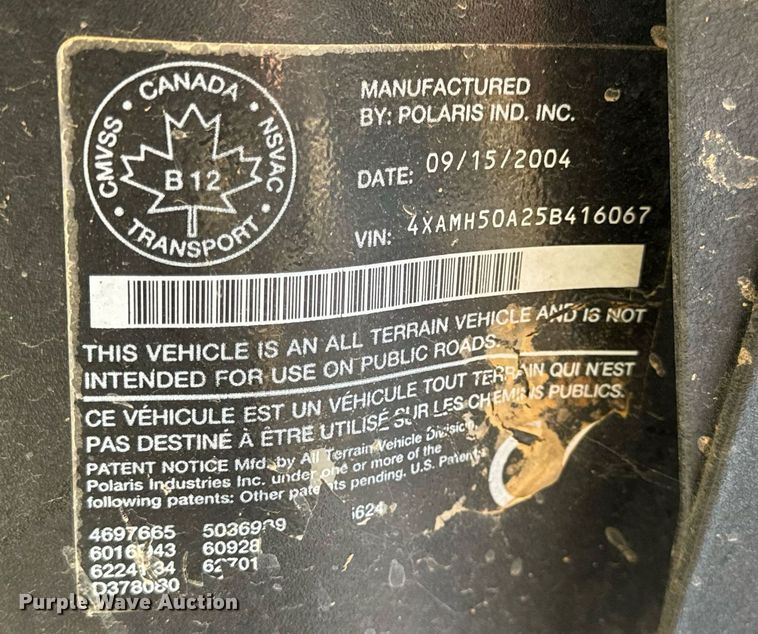 CMVSS • CANADA • NSVAC • TRANSPORT •
B 12
MANUFACTURED
BY: POLARIS IND. INC.
DATE: 09/15/2004
VIN: 4XAMH50A25B416067
THIS VEHICLE IS AN ALL TERRAIN VEHICLE AND IS NOT
INTENDED FOR USE ON PUBLIC ROADS.
CE VÉHICULE EST UN VÉHICULE TOUT TERRAIN QUI N'EST
PAS DESTINÉ À ÊTRE UTILISÉ SUR LES CHEMINS PUBLICS.
PATENT NOTICE Mfd. by All Terrain Vehicle Division,
Polaris Industries Inc. under one or more of the
following patents: Other patents pending. U.S. Patents
4697665 5036939 5624
D378080
Purple Wave Auction